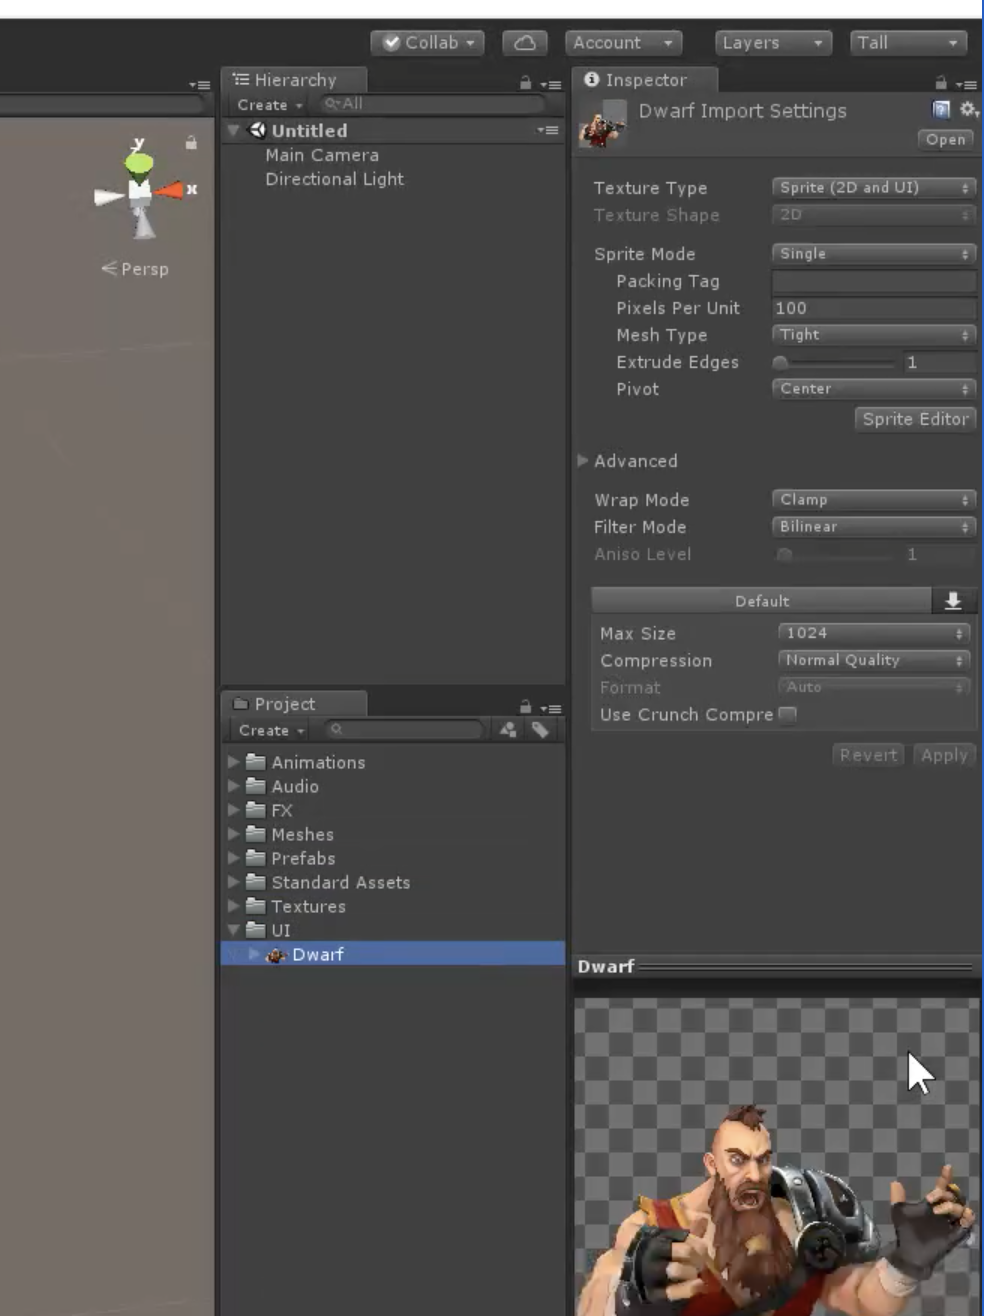 Collab
Account
Layers
Tall
Hierarchy
Create
All
Untitled
Main Camera
Directional Light
y
x
Persp
Project
Create
Animations
Audio
FX
Meshes
Prefabs
Standard Assets
Textures
UI
Dwarf
Inspector
Dwarf Import Settings
Open
Texture Type Sprite (2D and UI)
Texture Shape 2D
Sprite Mode Single
Packing Tag
Pixels Per Unit 100
Mesh Type Tight
Extrude Edges 1
Pivot Center
Sprite Editor
Advanced
Wrap Mode Clamp
Filter Mode Bilinear
Aniso Level 1
Default
Max Size 1024
Compression Normal Quality
Format Auto
Use Crunch Compre
Revert Apply
Dwarf